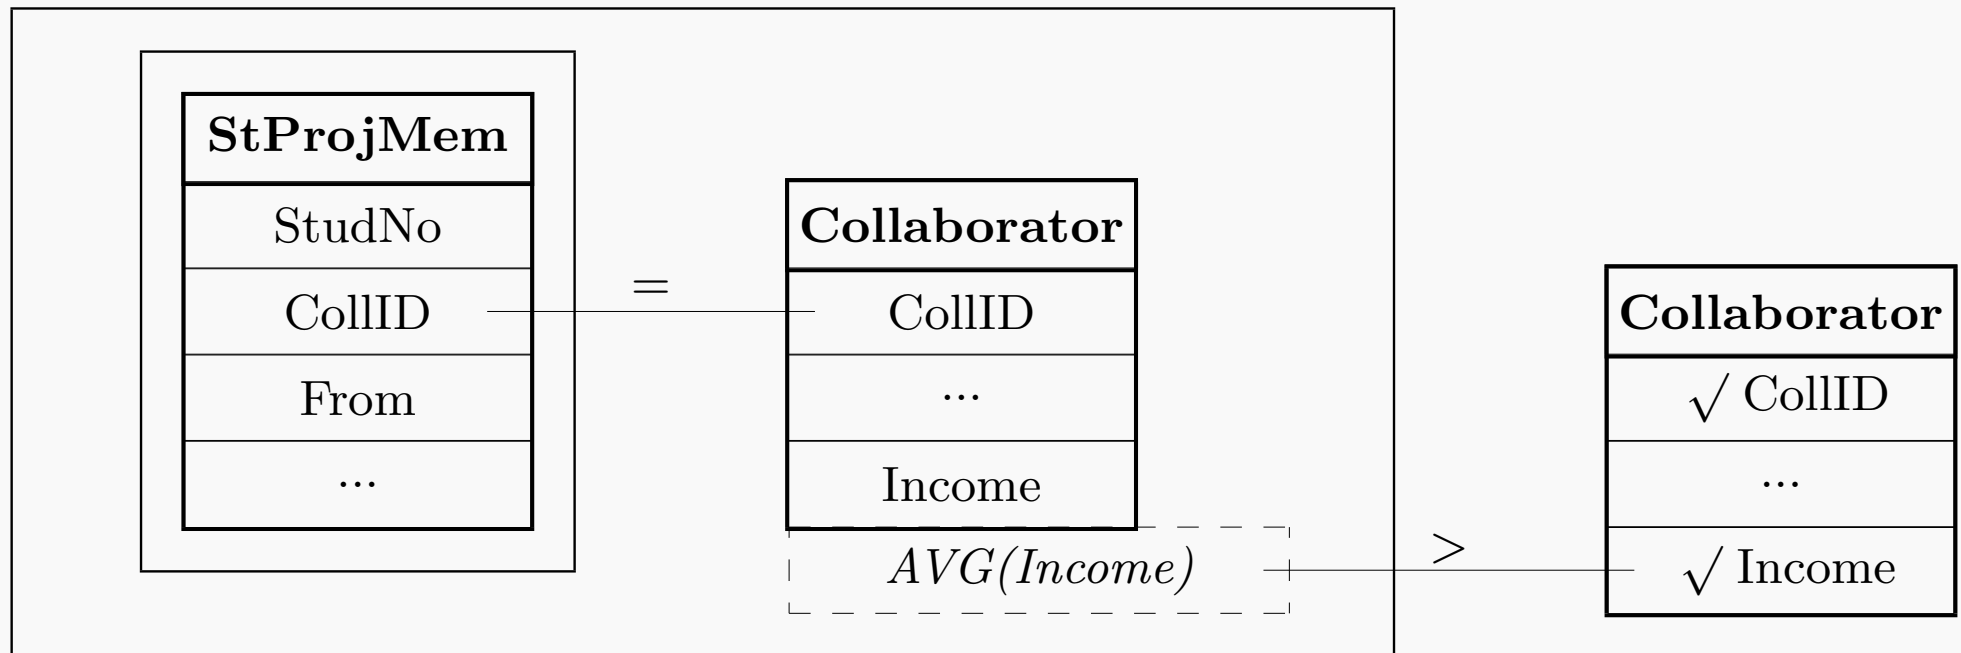 StProjMem
StudNo
CollID
From
...
=
Collaborator
CollID
...
Income
AVG(Income)
>
Collaborator
√ CollID
...
√ Income